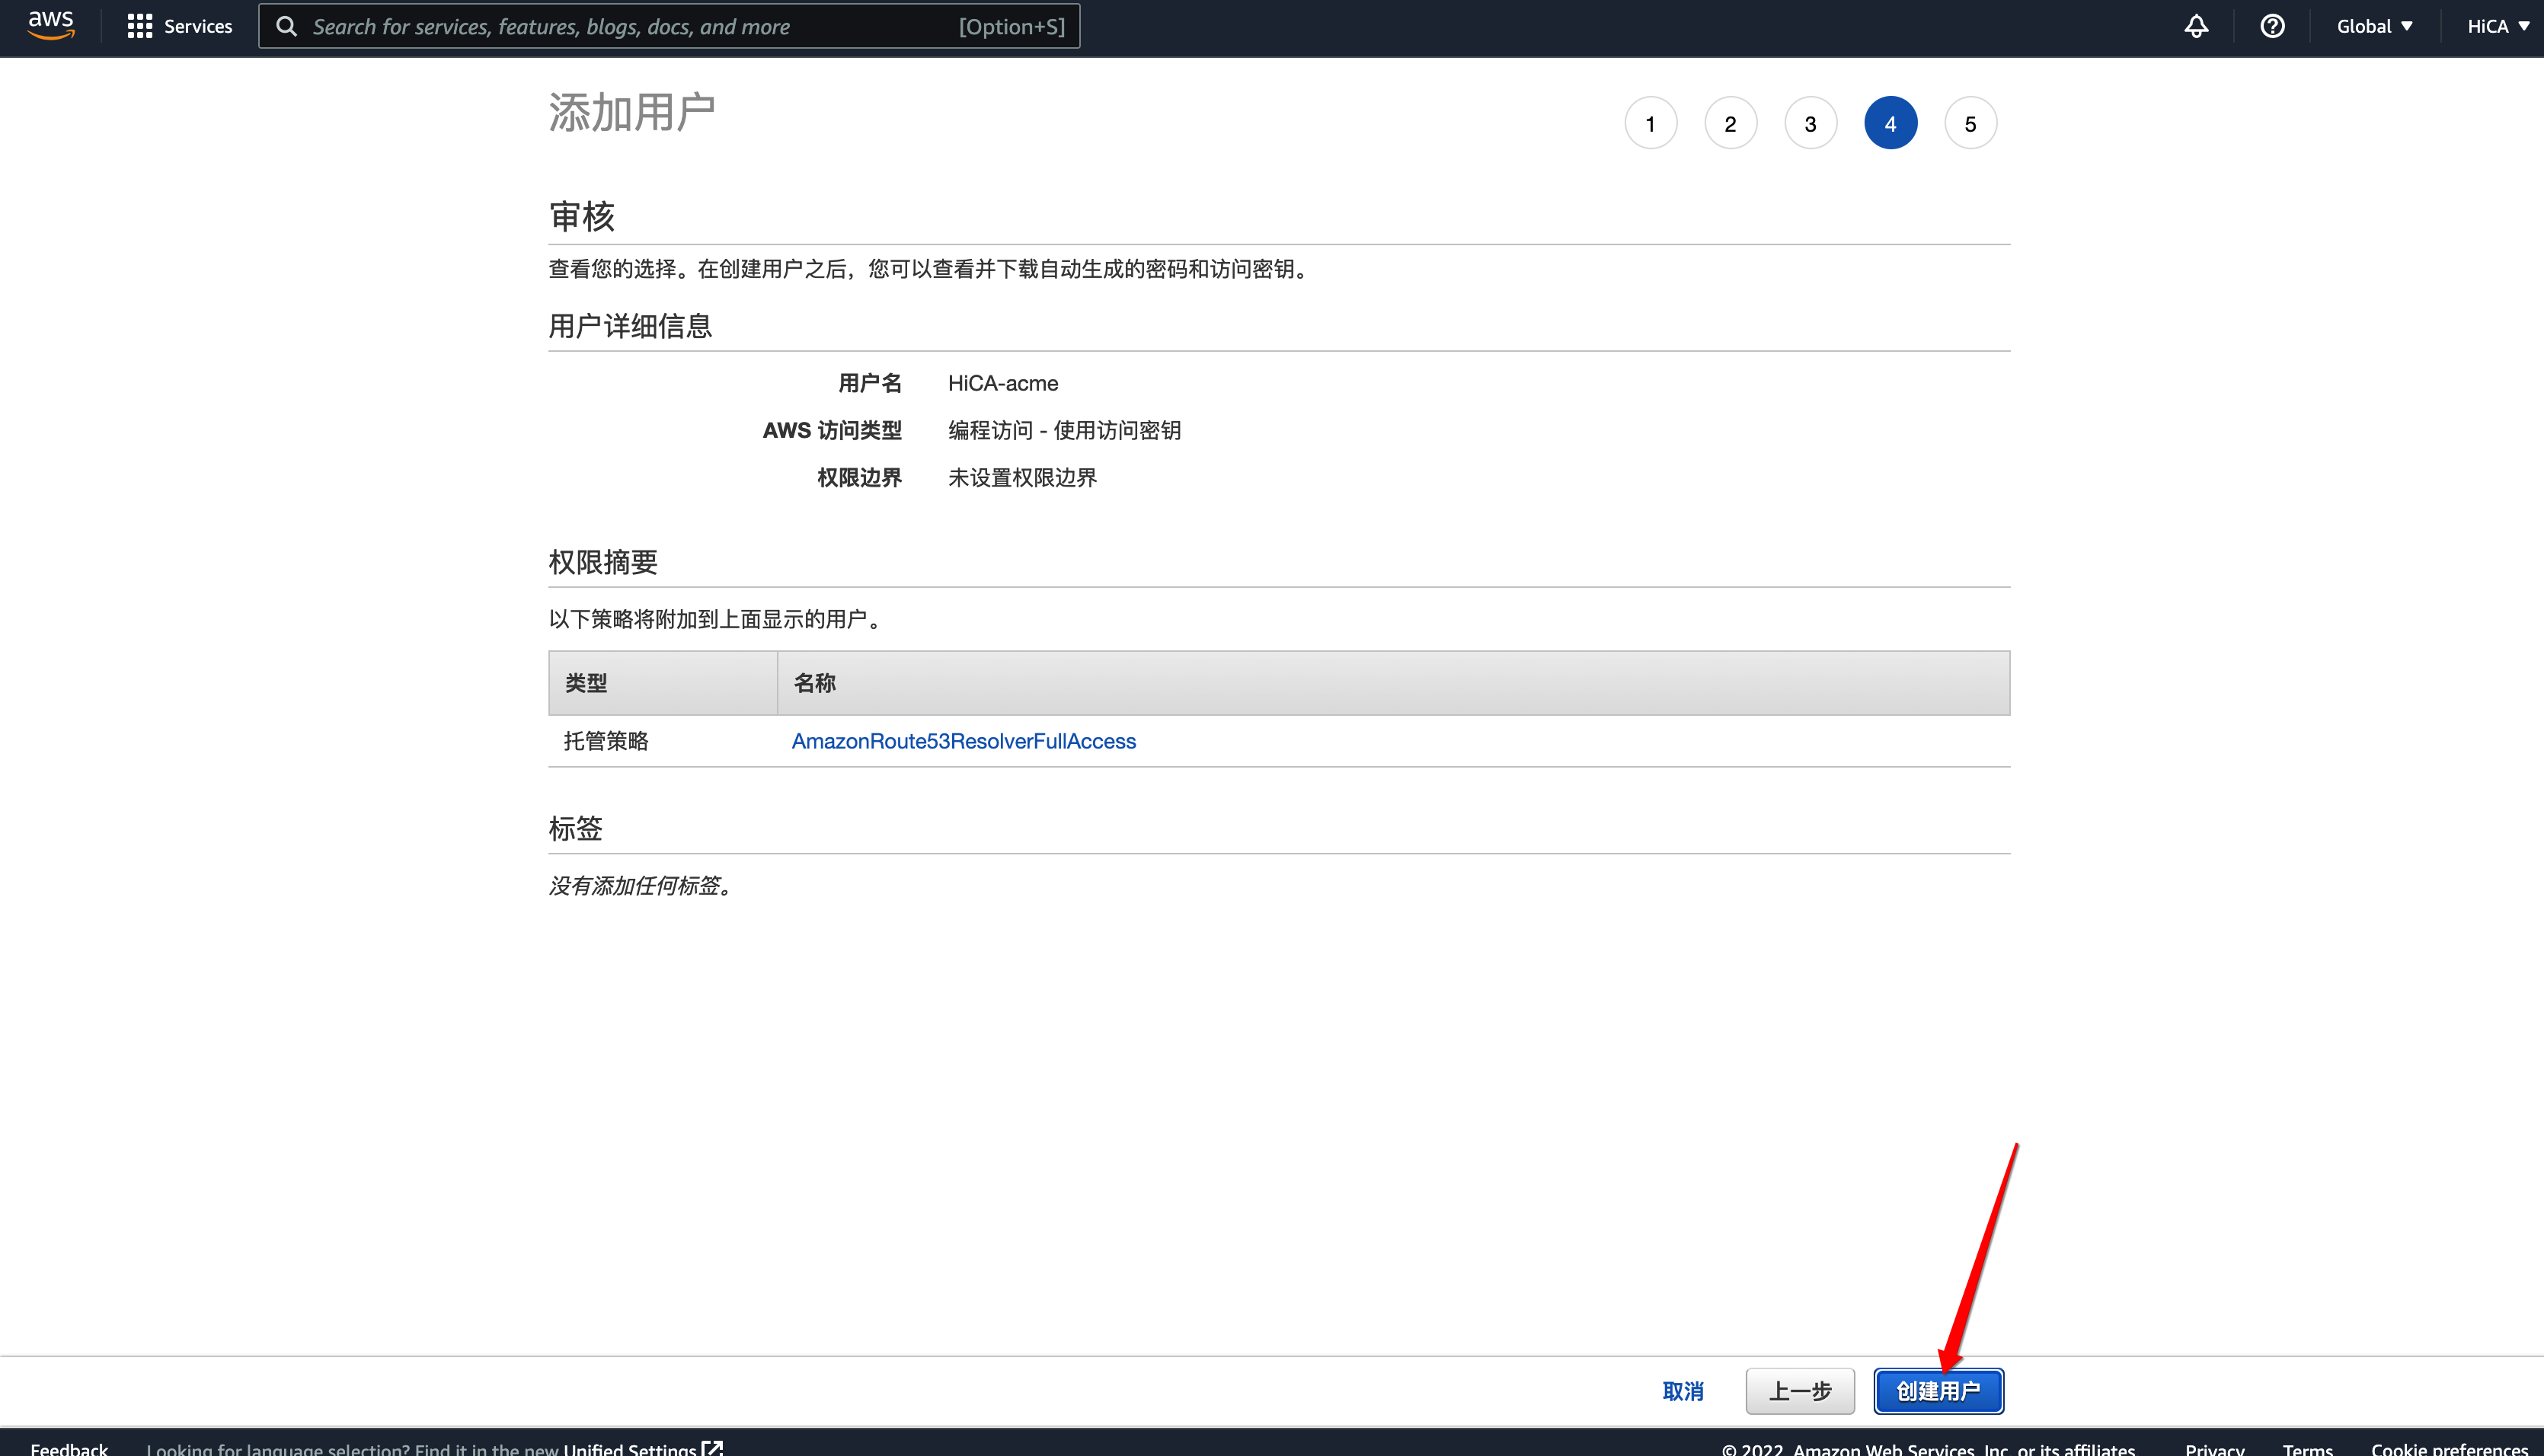 aws Services Search for services, features, blogs, docs, and more [Option+S] Global HiCA
添加用户
1 2 3 4 5
审核
查看您的选择。在创建用户之后，您可以查看并下载自动生成的密码和访问密钥。
用户详细信息
用户名 HiCA-acme
AWS 访问类型 编程访问 - 使用访问密钥
权限边界 未设置权限边界
权限摘要
以下策略将附加到上面显示的用户。
类型 名称
托管策略 AmazonRoute53ResolverFullAccess
标签
没有添加任何标签。
取消 上一步 创建用户
Feedback Looking for language selection? Find it in the new Unified Settings © 2022, Amazon Web Services, Inc. or its affiliates. Privacy Terms Cookie preferences